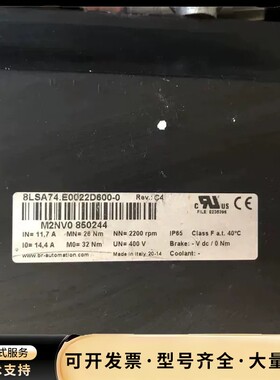 8LSA74.E0022D600-0 Rev.: C4
M2NV0 850244
IN= 11,7 A MN= 26 Nm NN= 2200 rpm IP65 Class F a.t. 40°C
I0= 14,4 A M0= 32 Nm UN= 400 V Brake: - V dc / 0 Nm
www.br-automation.com Made in Italy, 20-14 Coolant: -
c RU US
式服务
支持
可开发票·型号齐全·大量